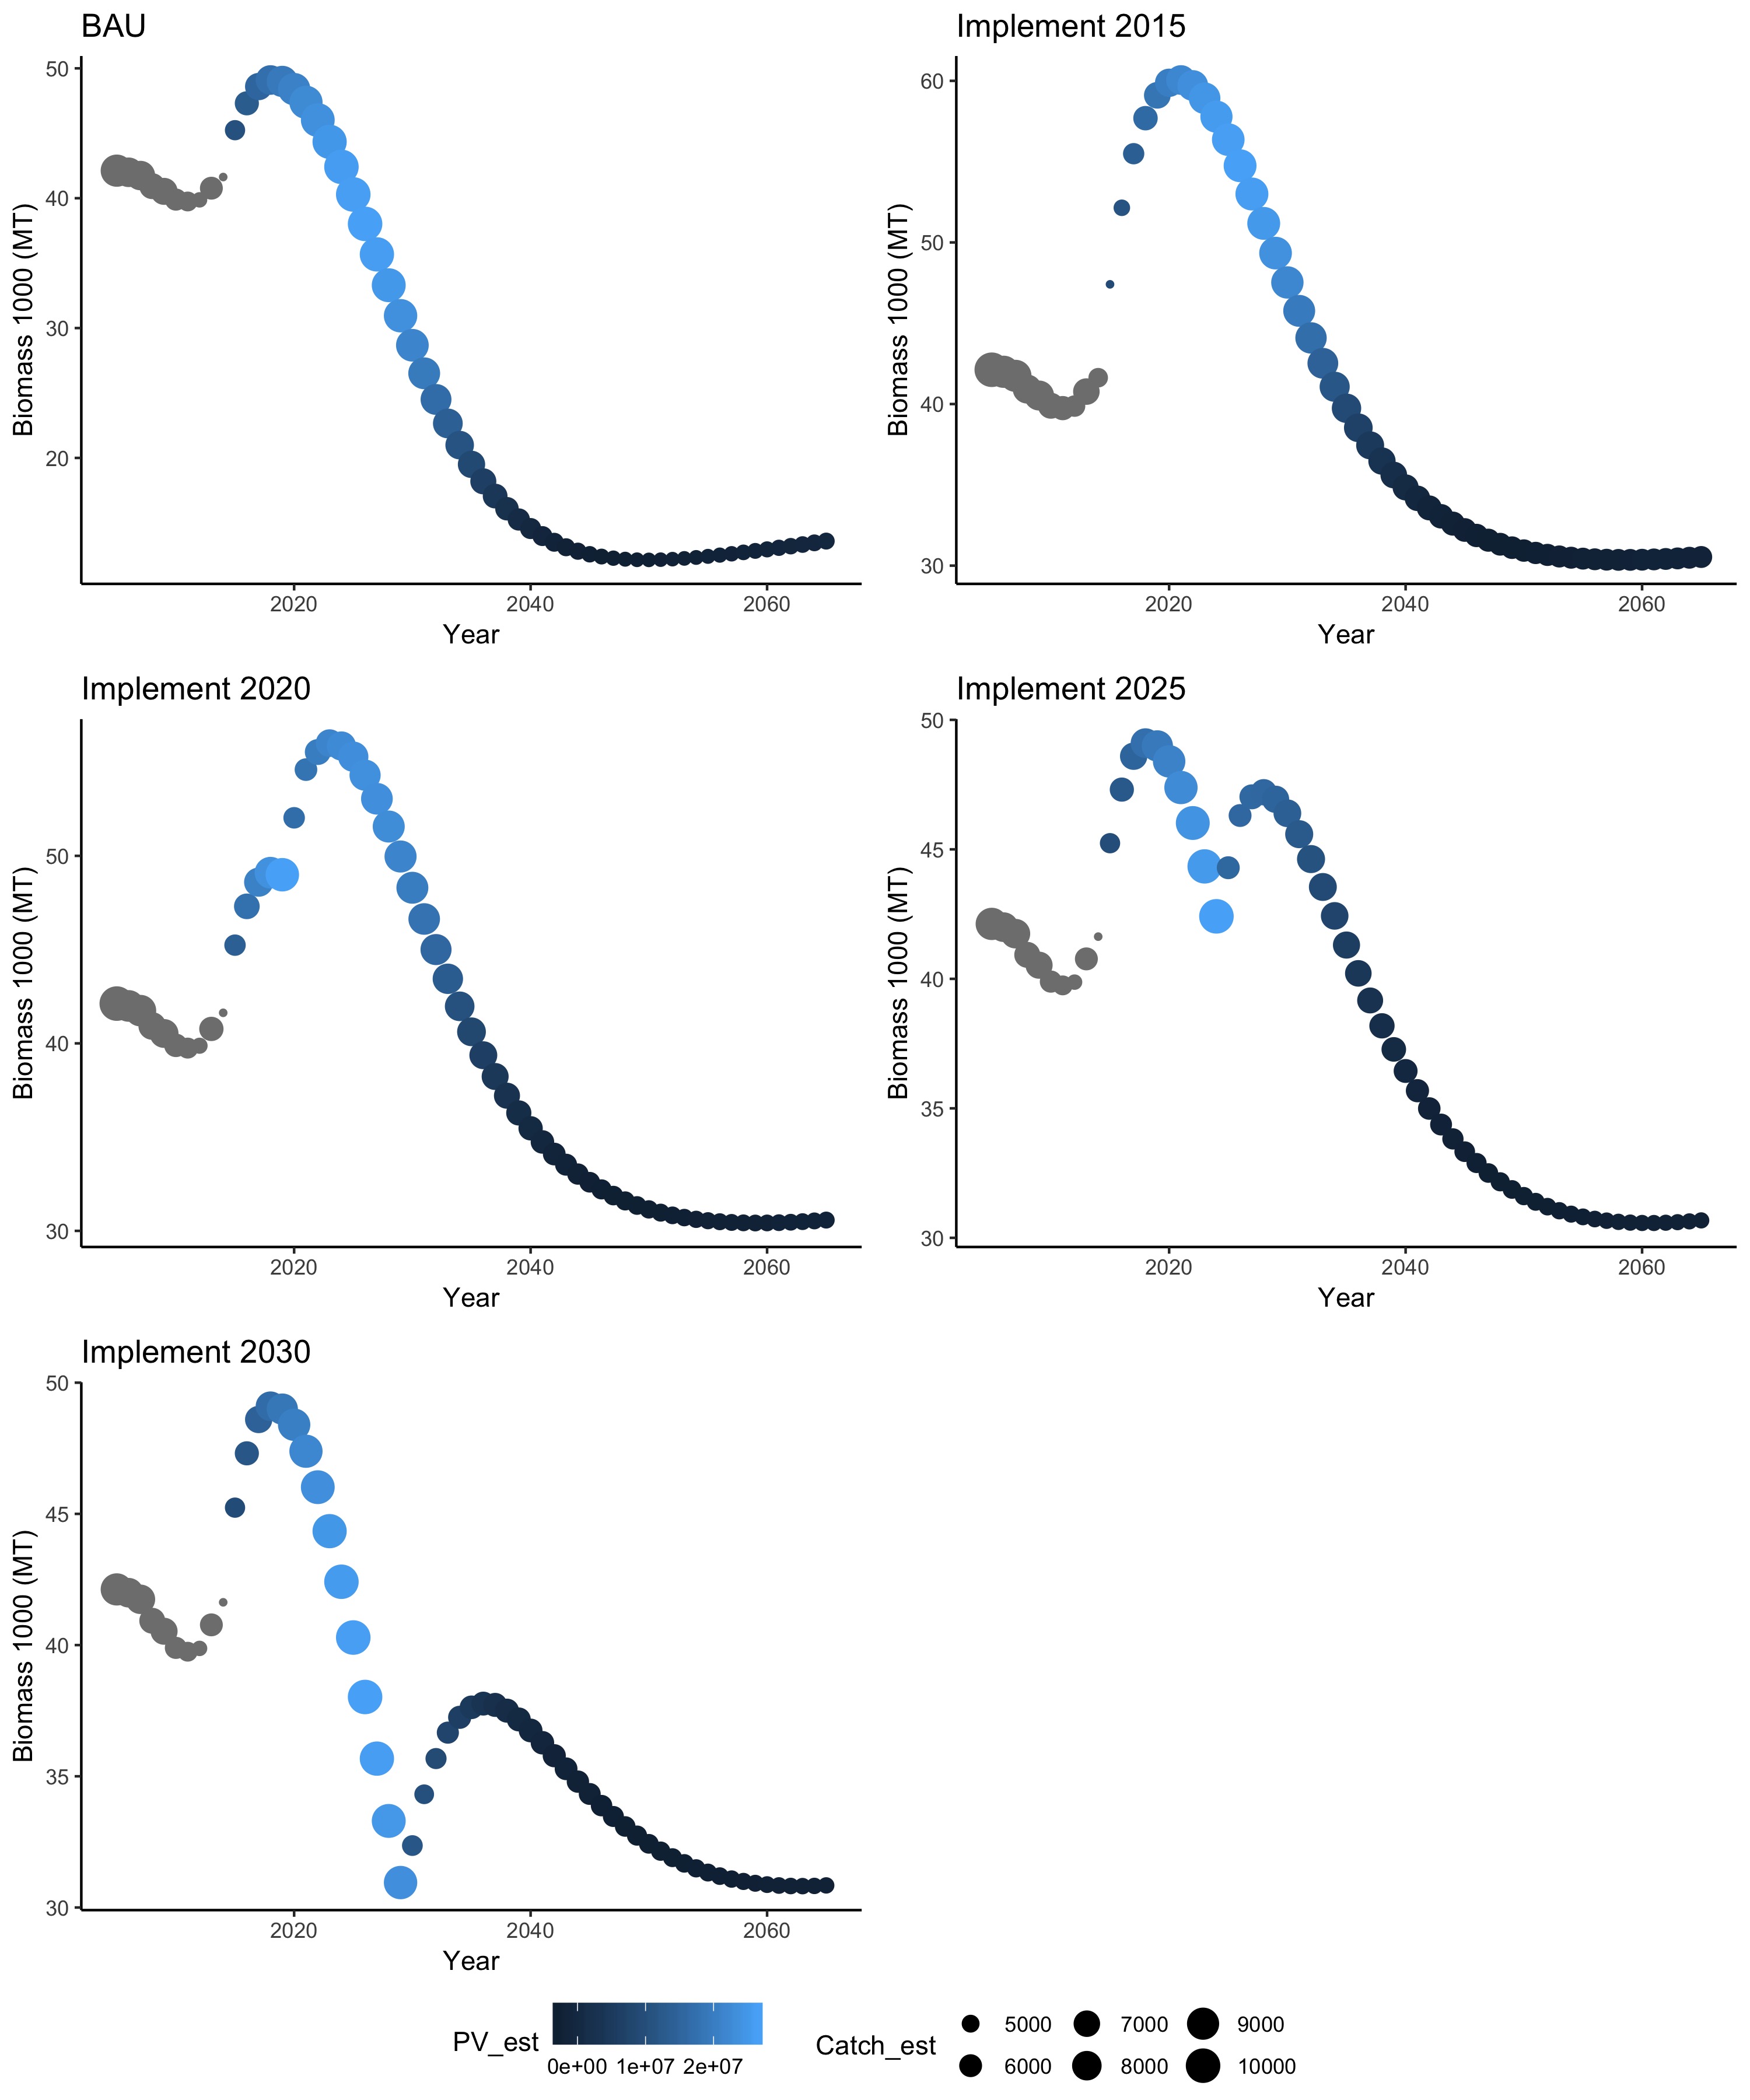 BAU
50
40
30
20
Biomass 1000 (MT)
2020 2040 2060
Year
Implement 2015
60
50
40
30
Biomass 1000 (MT)
2020 2040 2060
Year
Implement 2020
50
40
30
Biomass 1000 (MT)
2020 2040 2060
Year
Implement 2025
50
45
40
35
30
Biomass 1000 (MT)
2020 2040 2060
Year
Implement 2030
50
45
40
35
30
Biomass 1000 (MT)
2020 2040 2060
Year
PV_est
0e+00 1e+07 2e+07
Catch_est
5000 7000 9000
6000 8000 10000